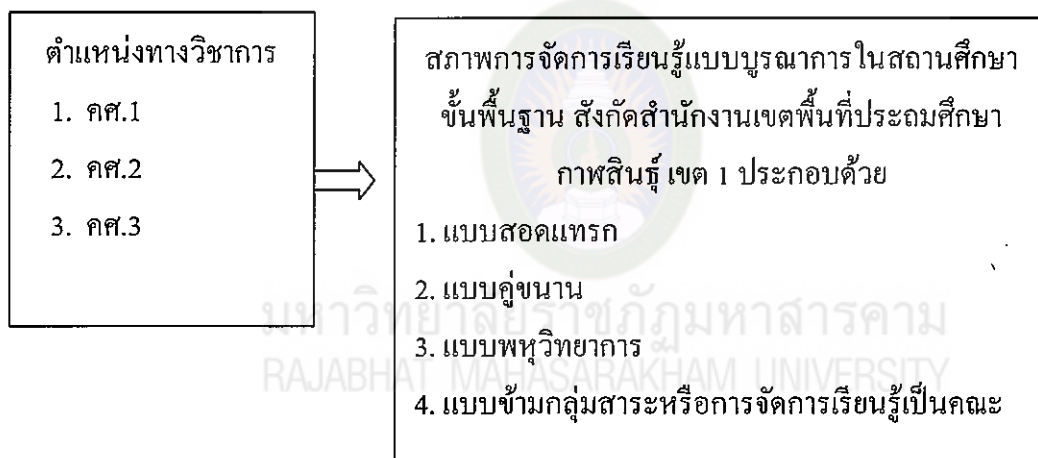 ตำแหน่งทางวิชาการ
1. คศ.1
2. คศ.2
3. คศ.3
สภาพการจัดการเรียนรู้แบบบูรณาการในสถานศึกษา
ขั้นพื้นฐาน สังกัดสำนักงานเขตพื้นที่ประถมศึกษา
กาฬสินธุ์ เขต 1 ประกอบด้วย
1. แบบสอดแทรก
2. แบบคู่ขนาน
3. แบบพหุวิทยาการ
4. แบบข้ามกลุ่มสาระหรือการจัดการเรียนรู้เป็นคณะ
มหาวิทยาลัยราชภัฏมหาสารคาม
RAJABHAT MAHASARAKHAM UNIVERSITY